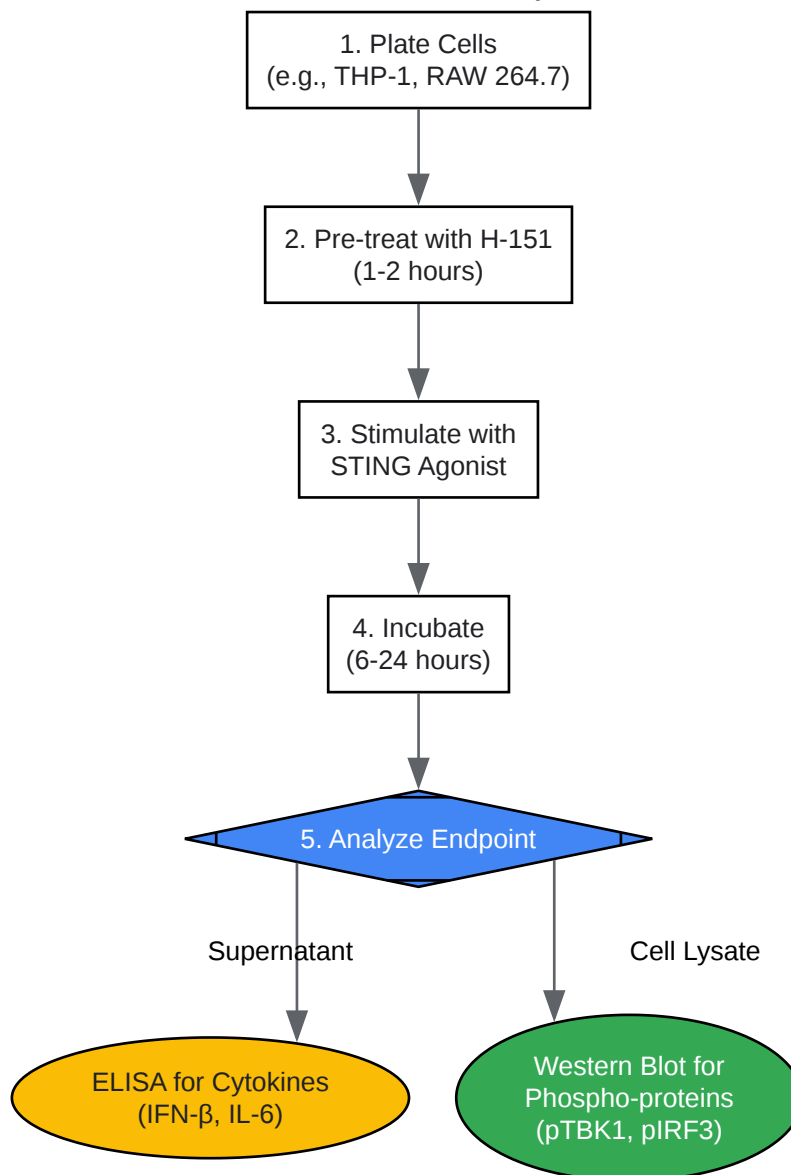 1. Plate Cells
(e.g., THP-1, RAW 264.7)
2. Pre-treat with H-151
(1-2 hours)
3. Stimulate with
STING Agonist
4. Incubate
(6-24 hours)
5. Analyze Endpoint
Supernatant
Cell Lysate
ELISA for Cytokines
(IFN-β, IL-6)
Western Blot for
Phospho-proteins
(pTBK1, pIRF3)